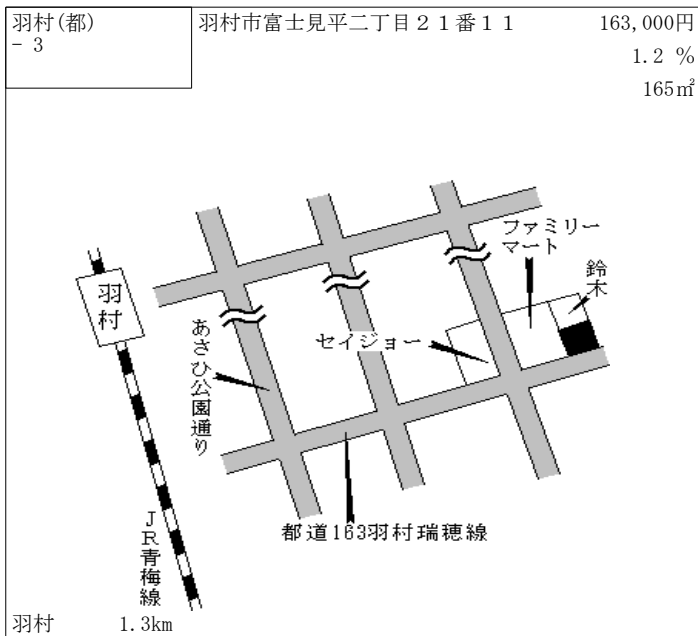 羽村(都)
－３
羽村市富士見平二丁目２１番１１
163,000円
1.2 %
165㎡
ファミリー
マート
鈴木
羽村
セイジョー
あさひ公園通り
都道163羽村瑞穂線
ＪＲ青梅線
羽村 1.3km